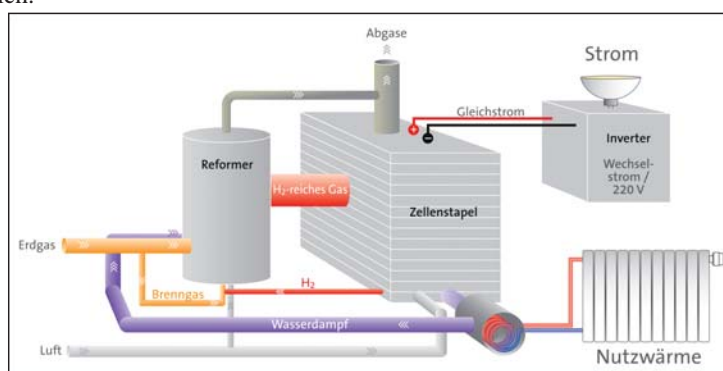 Abgase
Strom
Gleichstrom
Reformer
Inverter
Wechsel-
strom /
220 V
H₂-reiches Gas
Zellenstapel
Erdgas
Brenngas
H₂
Wasserdampf
Luft
Nutzwärme